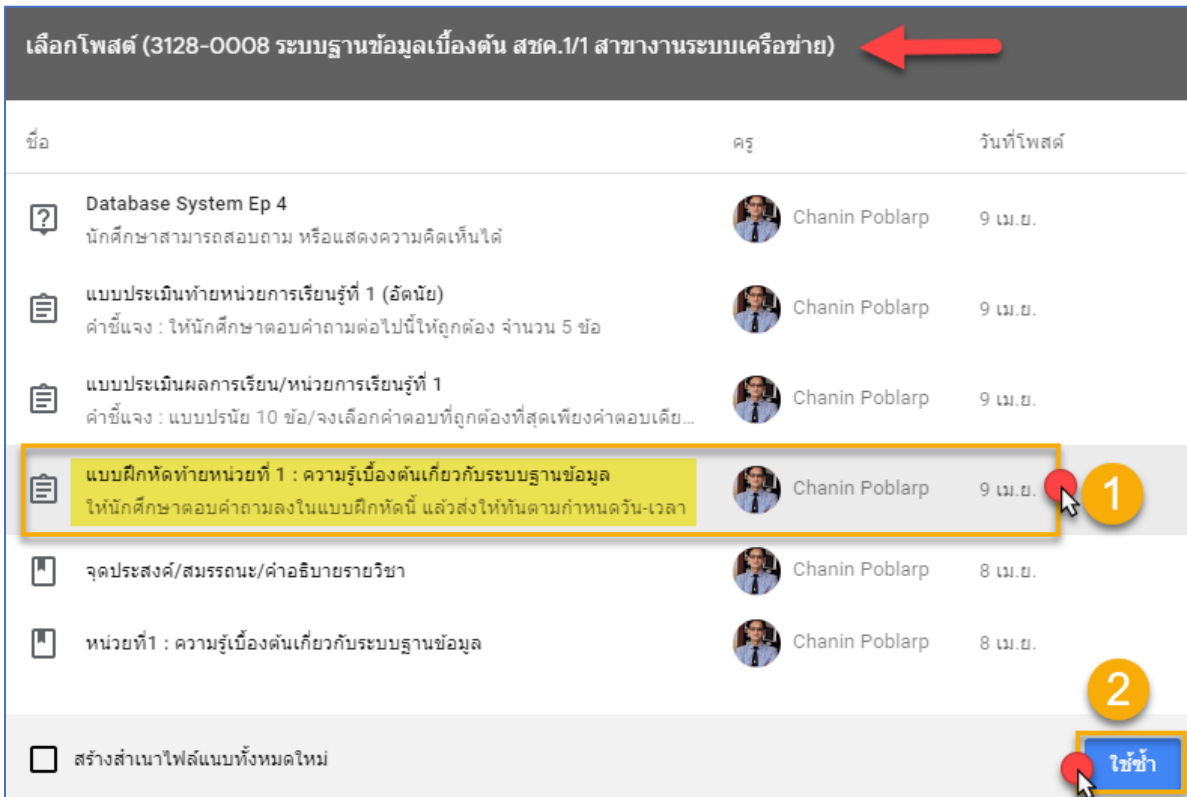 เลือกโพสต์ (3128-0008 ระบบฐานข้อมูลเบื้องต้น สชค.1/1 สาขางานระบบเครือข่าย)
ชื่อ ครู วันที่โพสต์
Database System Ep 4
นักศึกษาสามารถสอบถาม หรือแสดงความคิดเห็นได้
Chanin Poblarp 9 เม.ย.
แบบประเมินท้ายหน่วยการเรียนรู้ที่ 1 (อัตนัย)
คำชี้แจง : ให้นักศึกษาตอบคำถามต่อไปนี้ให้ถูกต้อง จำนวน 5 ข้อ
Chanin Poblarp 9 เม.ย.
แบบประเมินผลการเรียน/หน่วยการเรียนรู้ที่ 1
คำชี้แจง : แบบปรนัย 10 ข้อ/จงเลือกคำตอบที่ถูกต้องที่สุดเพียงคำตอบเดีย...
Chanin Poblarp 9 เม.ย.
แบบฝึกหัดท้ายหน่วยที่ 1 : ความรู้เบื้องต้นเกี่ยวกับระบบฐานข้อมูล
ให้นักศึกษาตอบคำถามลงในแบบฝึกหัดนี้ แล้วส่งให้ทันตามกำหนดวัน-เวลา
Chanin Poblarp 9 เม.ย. 1
จุดประสงค์/สมรรถนะ/คำอธิบายรายวิชา Chanin Poblarp 8 เม.ย.
หน่วยที่1 : ความรู้เบื้องต้นเกี่ยวกับระบบฐานข้อมูล Chanin Poblarp 8 เม.ย.
2
สร้างสำเนาไฟล์แนบทั้งหมดใหม่ ใช้ซ้ำ